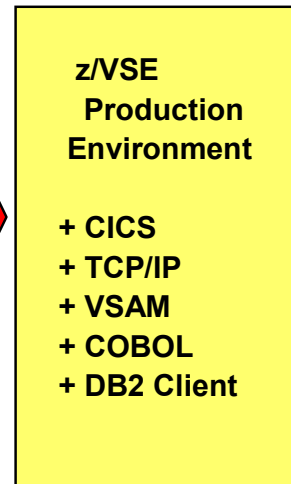 z/VSE
Production
Environment
+ CICS
+ TCP/IP
+ VSAM
+ COBOL
+ DB2 Client